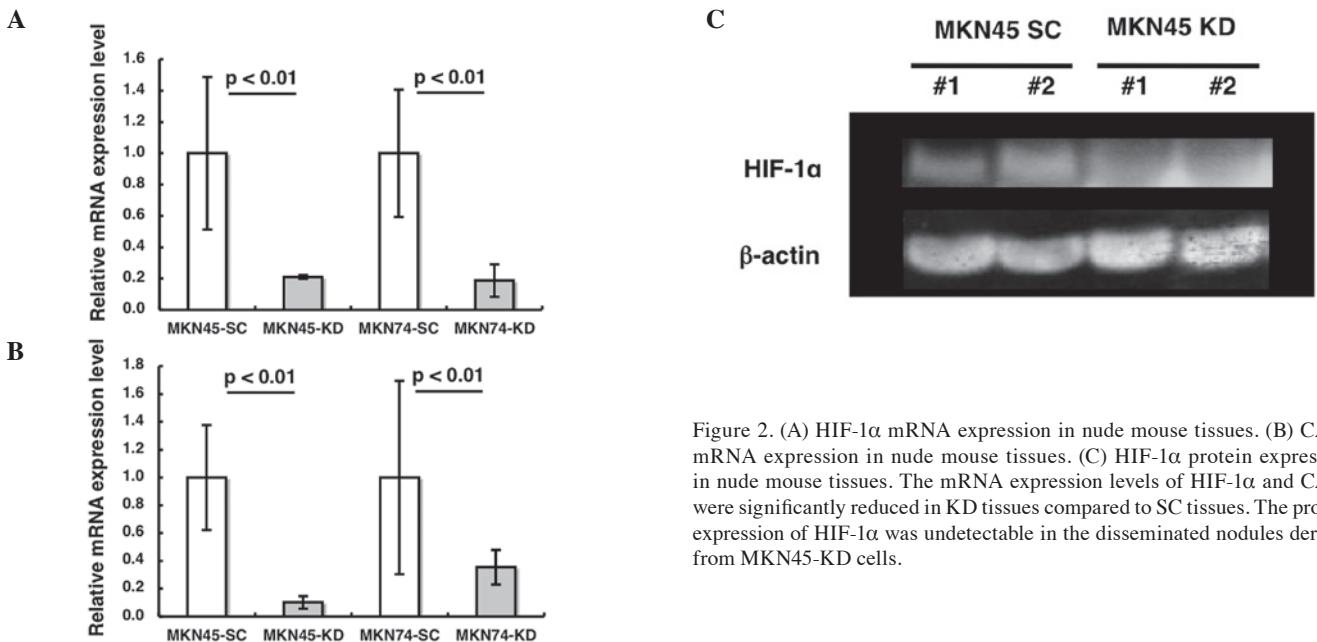 A
Relative mRNA expression level
1.6
1.4
1.2
1.0
0.8
0.6
0.4
0.2
0.0
p < 0.01
p < 0.01
MKN45-SC MKN45-KD MKN74-SC MKN74-KD
B
Relative mRNA expression level
1.8
1.6
1.4
1.2
1.0
0.8
0.6
0.4
0.2
0.0
p < 0.01
p < 0.01
MKN45-SC MKN45-KD MKN74-SC MKN74-KD
C
MKN45 SC MKN45 KD
#1 #2 #1 #2
HIF-1α
β-actin
Figure 2. (A) HIF-1α mRNA expression in nude mouse tissues. (B)
mRNA expression in nude mouse tissues. (C) HIF-1α protein
in nude mouse tissues. The mRNA expression levels of HIF-1α and
were significantly reduced in KD tissues compared to SC tissues. The
expression of HIF-1α was undetectable in the disseminated nodules
from MKN45-KD cells.